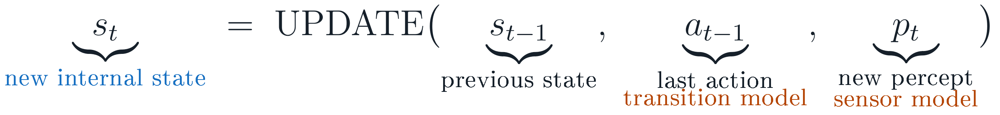 s_t = UPDATE( s_{t−1} , a_{t−1} , p_t )
new internal state previous state last action new percept
transition model sensor model